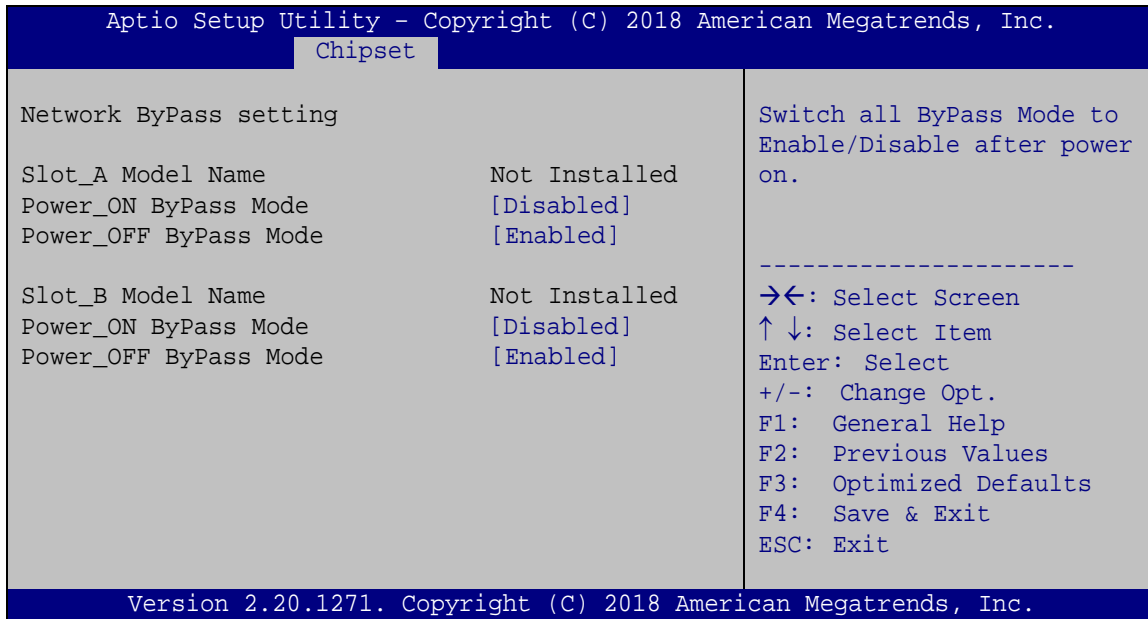 Aptio Setup Utility – Copyright (C) 2018 American Megatrends, Inc.
Chipset
Network ByPass setting
Slot_A Model Name Not Installed
Power_ON ByPass Mode [Disabled]
Power_OFF ByPass Mode [Enabled]
Slot_B Model Name Not Installed
Power_ON ByPass Mode [Disabled]
Power_OFF ByPass Mode [Enabled]
Switch all ByPass Mode to
Enable/Disable after power
on.
----------------------
→←: Select Screen
↑ ↓: Select Item
Enter: Select
+/-: Change Opt.
F1: General Help
F2: Previous Values
F3: Optimized Defaults
F4: Save & Exit
ESC: Exit
Version 2.20.1271. Copyright (C) 2018 American Megatrends, Inc.